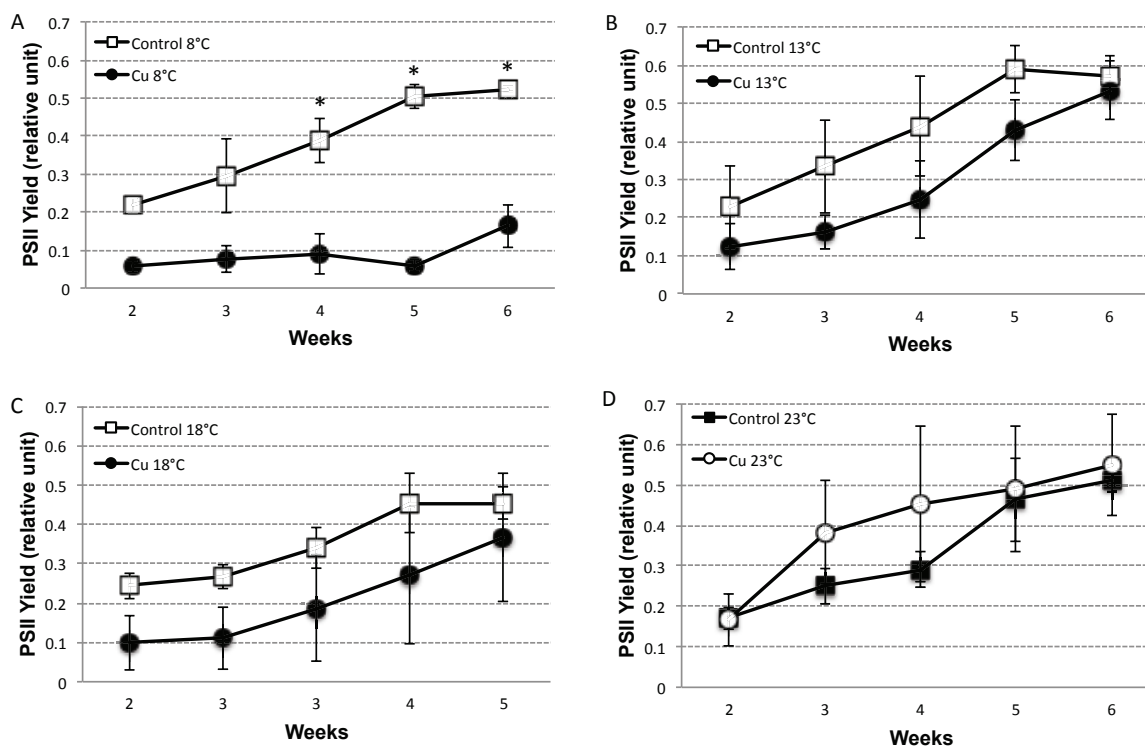 A
0.7
0.6
0.5
0.4
0.3
0.2
0.1
0
PSII Yield (relative unit)
Control 8°C
Cu 8°C
*
*
*
2 3 4 5 6
Weeks
B
0.7
0.6
0.5
0.4
0.3
0.2
0.1
0
PSII Yield (relative unit)
Control 13°C
Cu 13°C
2 3 4 5 6
Weeks
C
0.7
0.6
0.5
0.4
0.3
0.2
0.1
0
PSII Yield (relative unit)
Control 18°C
Cu 18°C
2 3 3 4 5
Weeks
D
0.7
0.6
0.5
0.4
0.3
0.2
0.1
0
PSII Yield (relative unit)
Control 23°C
Cu 23°C
2 3 4 5 6
Weeks